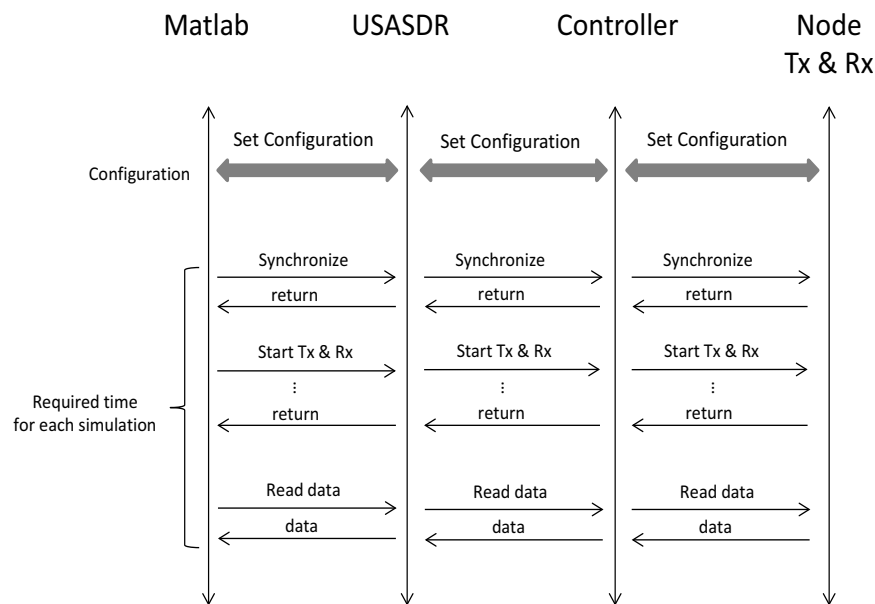 Matlab USASDR Controller Node
Tx & Rx
Set Configuration Set Configuration Set Configuration
Configuration
Synchronize Synchronize Synchronize
return return return
Start Tx & Rx Start Tx & Rx Start Tx & Rx
... ... ...
Required time
for each simulation
return return return
Read data Read data Read data
data data data